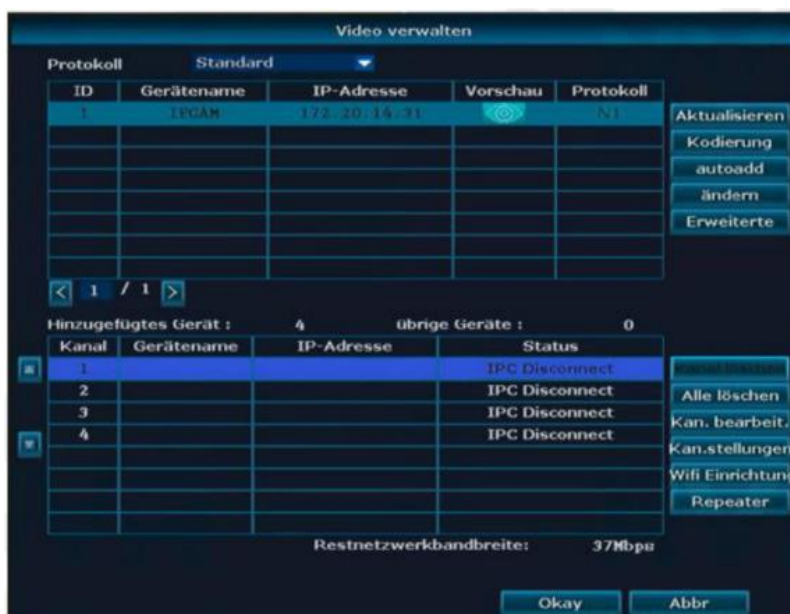 Video verwalten
Protokoll Standard
ID Gerätename IP-Adresse Vorschau Protokoll
1 IPCAM 172.20.14.31 N1
Aktualisieren
Kodierung
autoadd
ändern
Erweiterte
1 / 1
Hinzugefügtes Gerät : 4 übrige Geräte : 0
Kanal Gerätename IP-Adresse Status
1 IPC Disconnect
2 IPC Disconnect
3 IPC Disconnect
4 IPC Disconnect
Kanal löschen
Alle löschen
Kan. bearbeit.
Kan.stellungen
Wifi Einrichtung
Repeater
Restnetzwerkbandbreite: 37Mbps
Okay Abbr